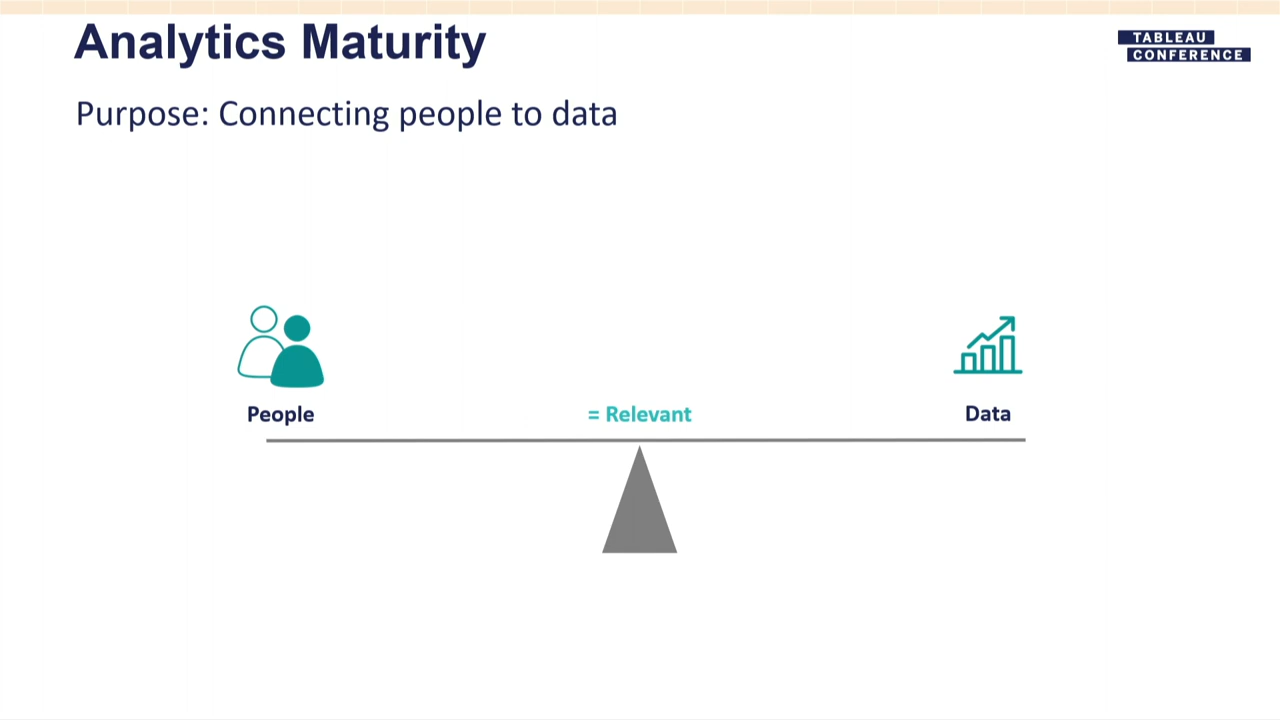 Analytics Maturity
TABLEAU
CONFERENCE
Purpose: Connecting people to data
People
= Relevant
Data